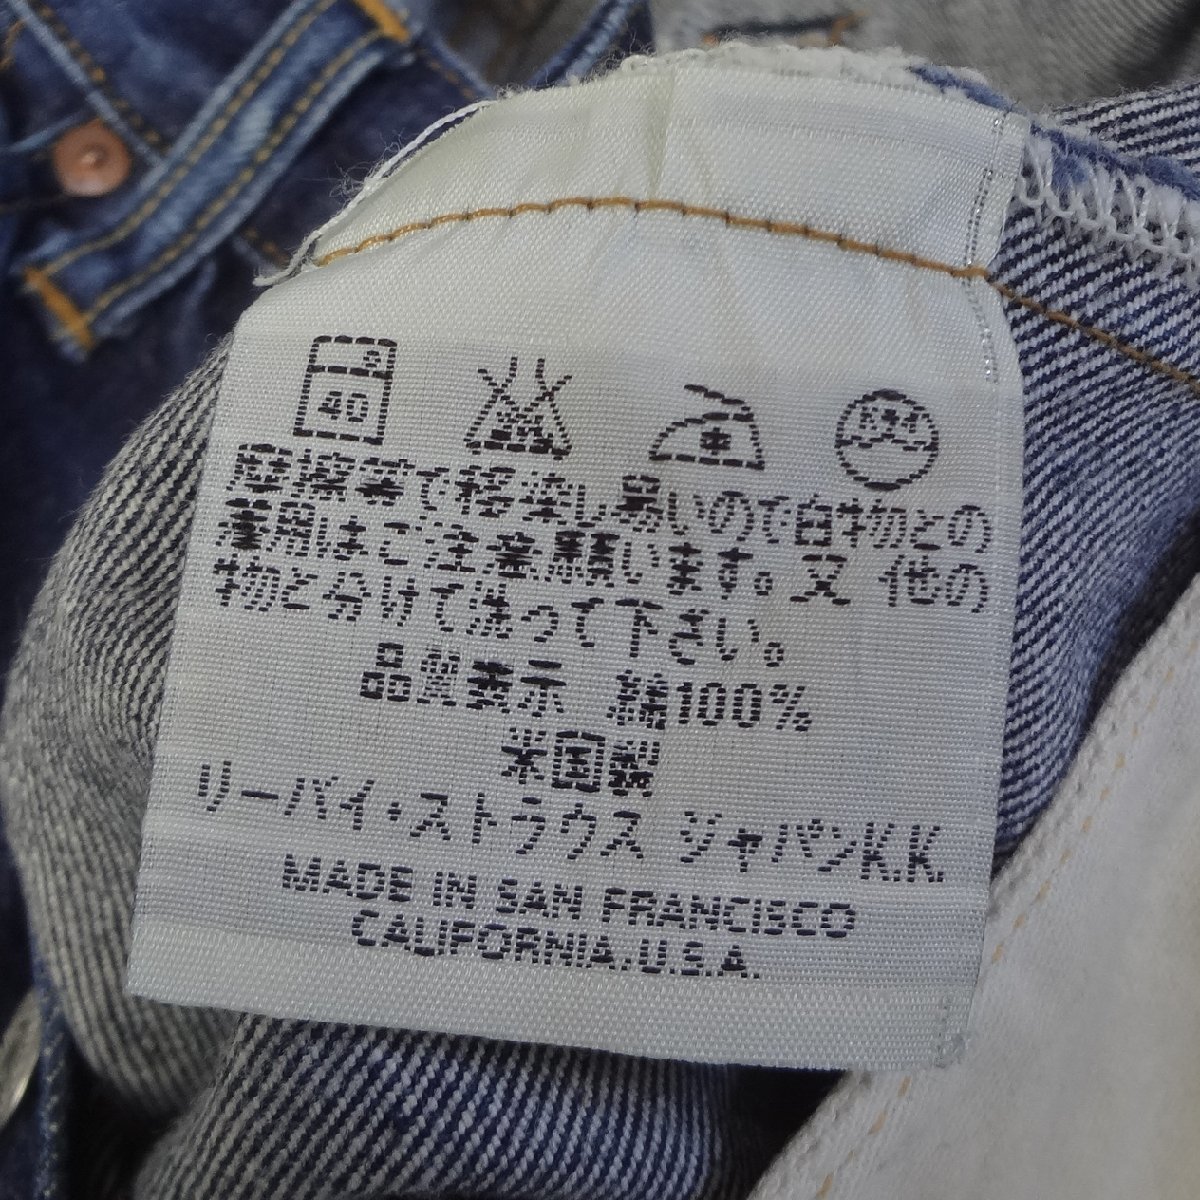 40
摩擦等で移染し易いので白物との
着用はご注意願います。又 他の
物と分けて洗って下さい。
品質表示 綿100%
米国製
リーバイ・ストラウス ジャパンK.K.
MADE IN SAN FRANCISCO
CALIFORNIA,U.S.A.